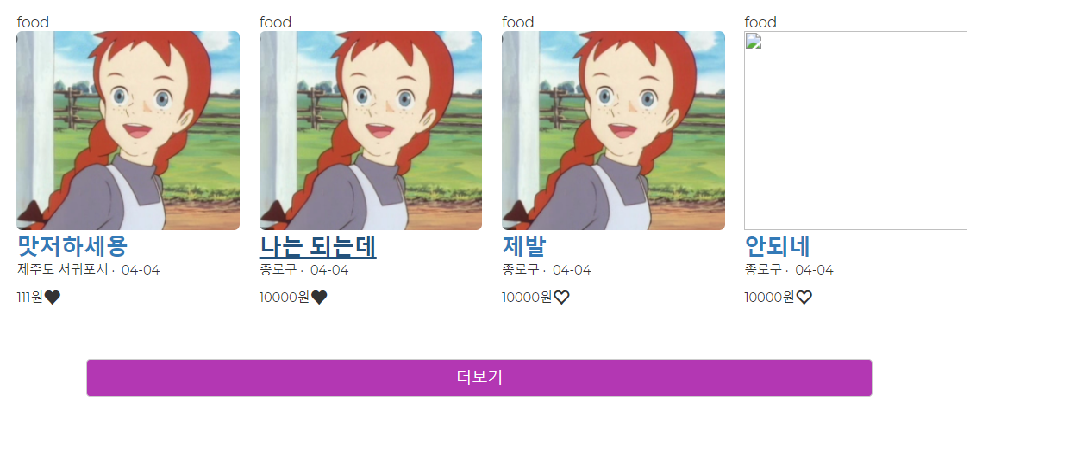 food
food
food
food
맛저하세용
나는 되는데
제발
안되네
제주도 서귀포시 · 04-04
종로구 · 04-04
종로구 · 04-04
종로구 · 04-04
111원
10000원
10000원
10000원
더보기